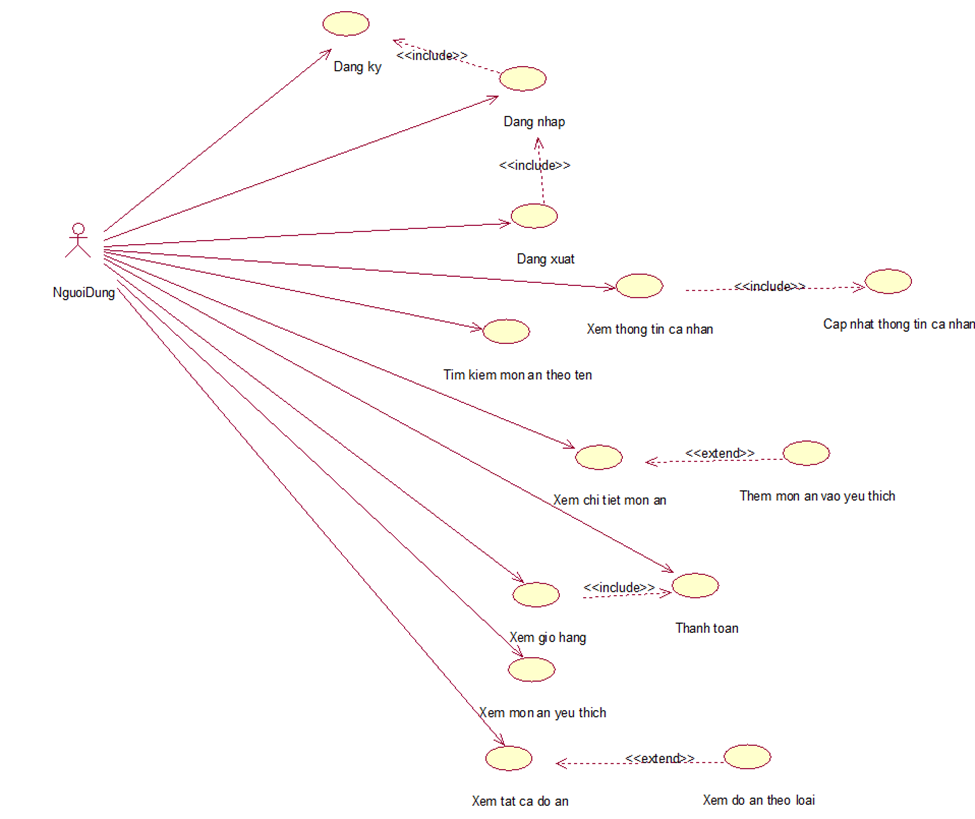 <<include>>
Dang ky
Dang nhap
<<include>>
Dang xuat
NguoiDung
<<include>>
Xem thong tin ca nhan
Cap nhat thong tin ca nhan
Tim kiem mon an theo ten
<<extend>>
Xem chi tiet mon an
Them mon an vao yeu thich
<<include>>
Thanh toan
Xem gio hang
Xem mon an yeu thich
<<extend>>
Xem tat ca do an
Xem do an theo loai